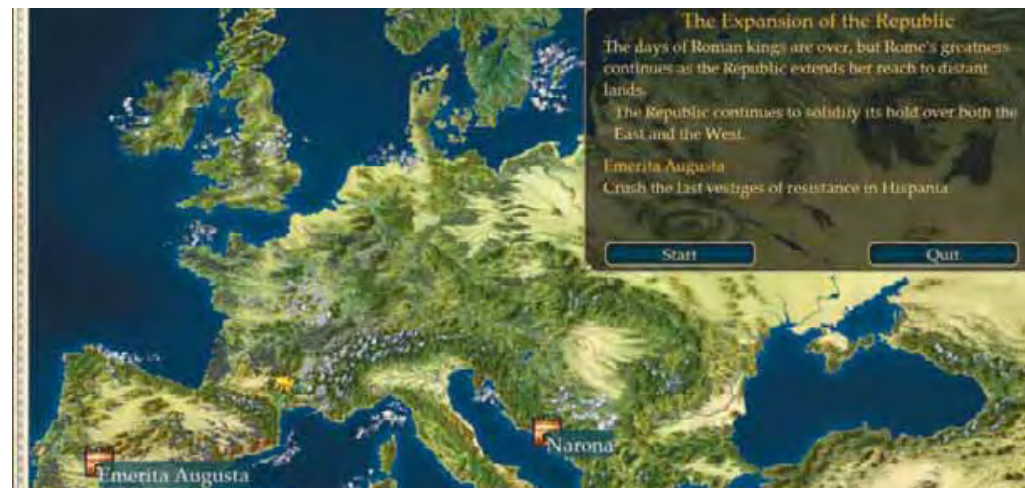 The Expansion of the Republic
The days of Roman kings are over, but Rome's greatness
continues as the Republic extends her reach to distant
lands.
The Republic continues to solidify its hold over both the
East and the West.
Emerita Augusta
Crush the last vestiges of resistance in Hispania
Start
Quit
Narona
Emerita Augusta